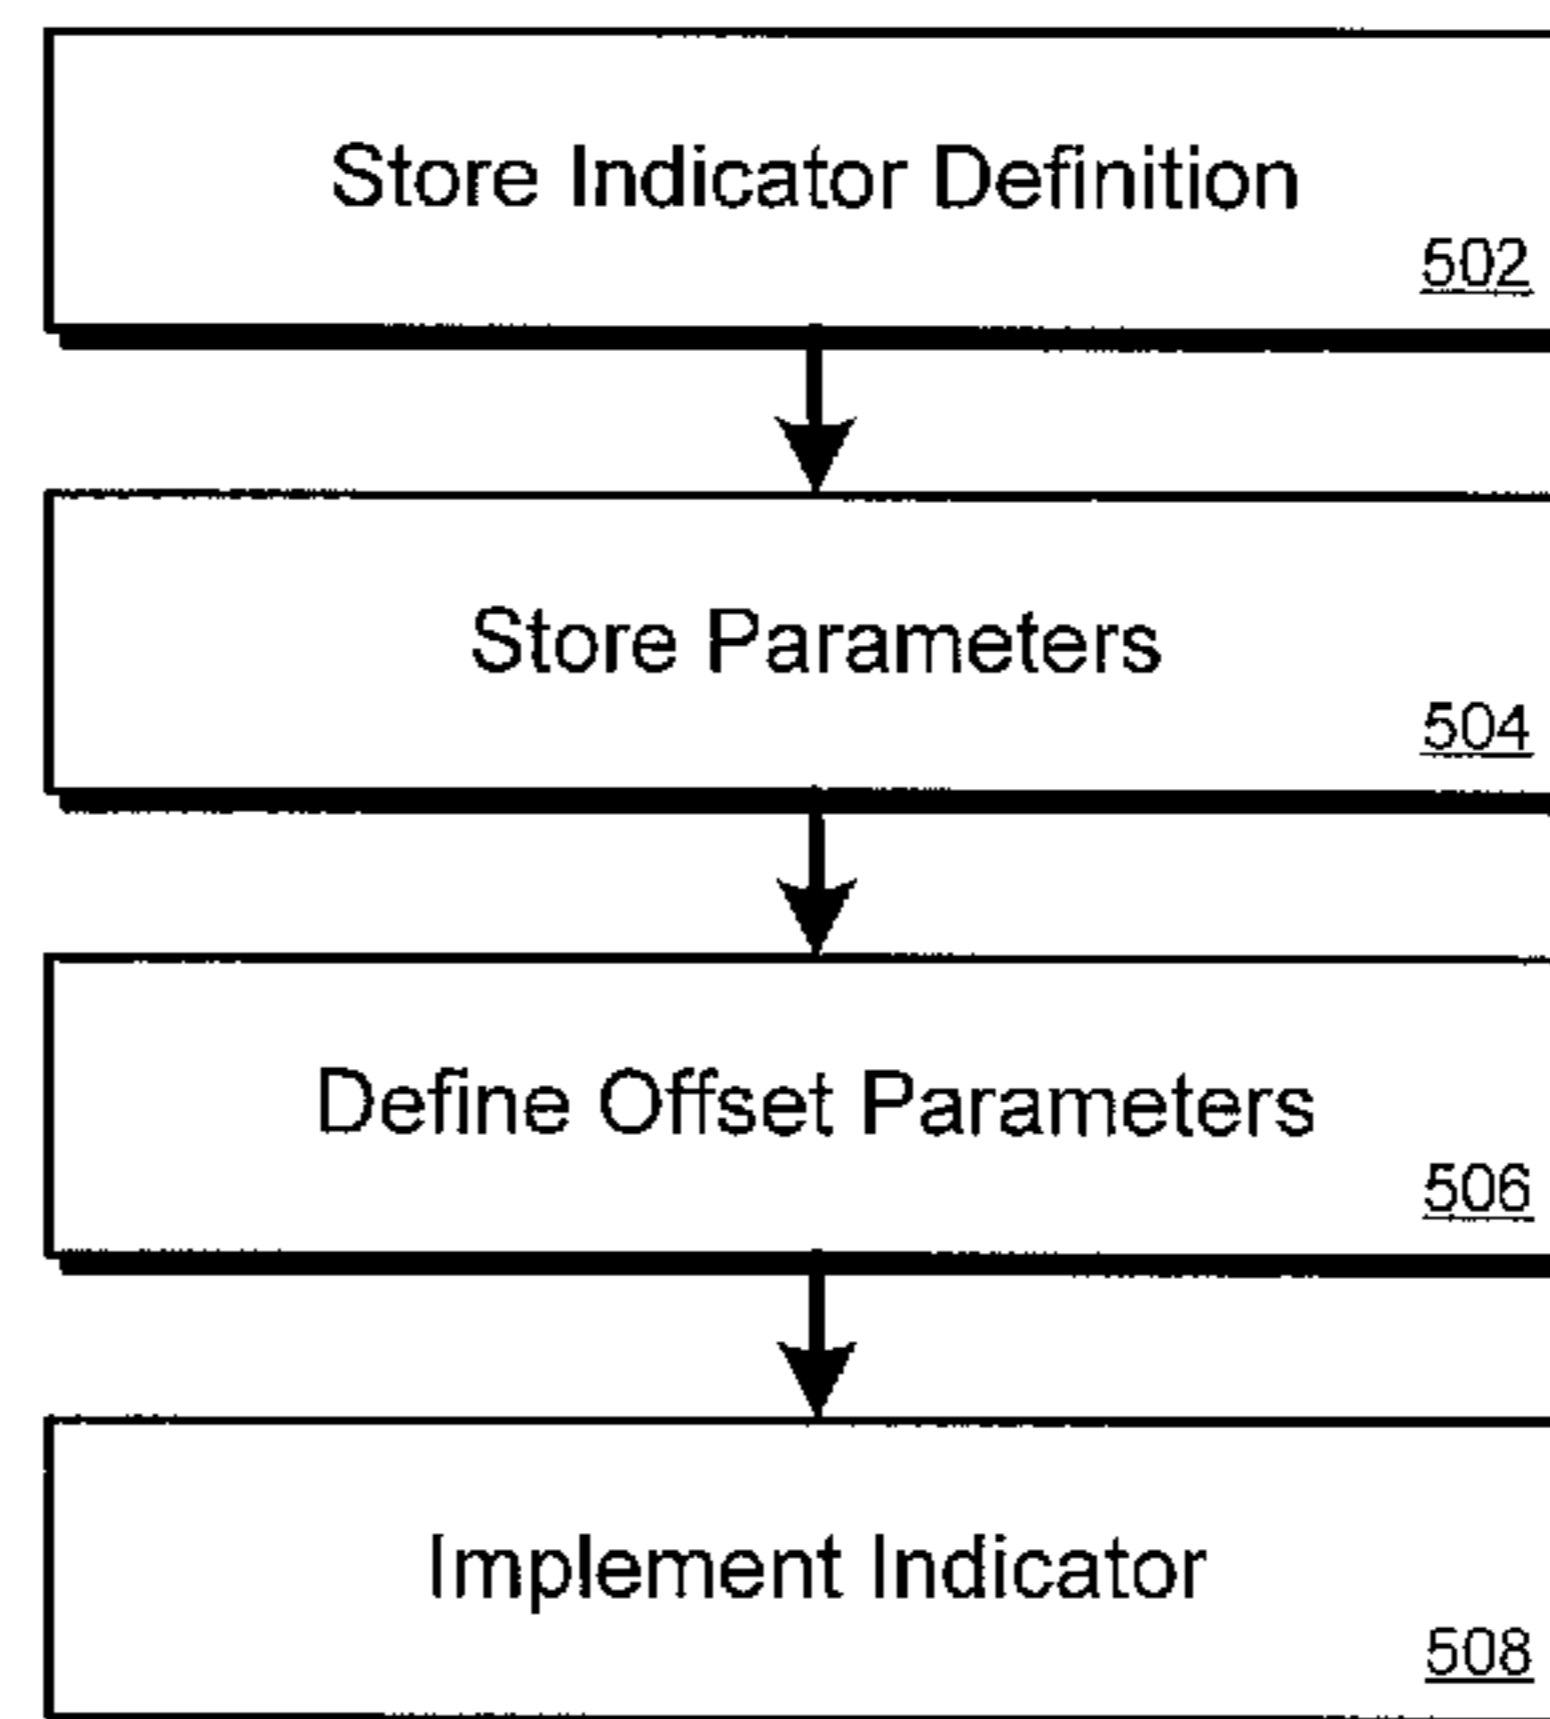 Store Indicator Definition
502
Store Parameters
504
Define Offset Parameters
506
Implement Indicator
508